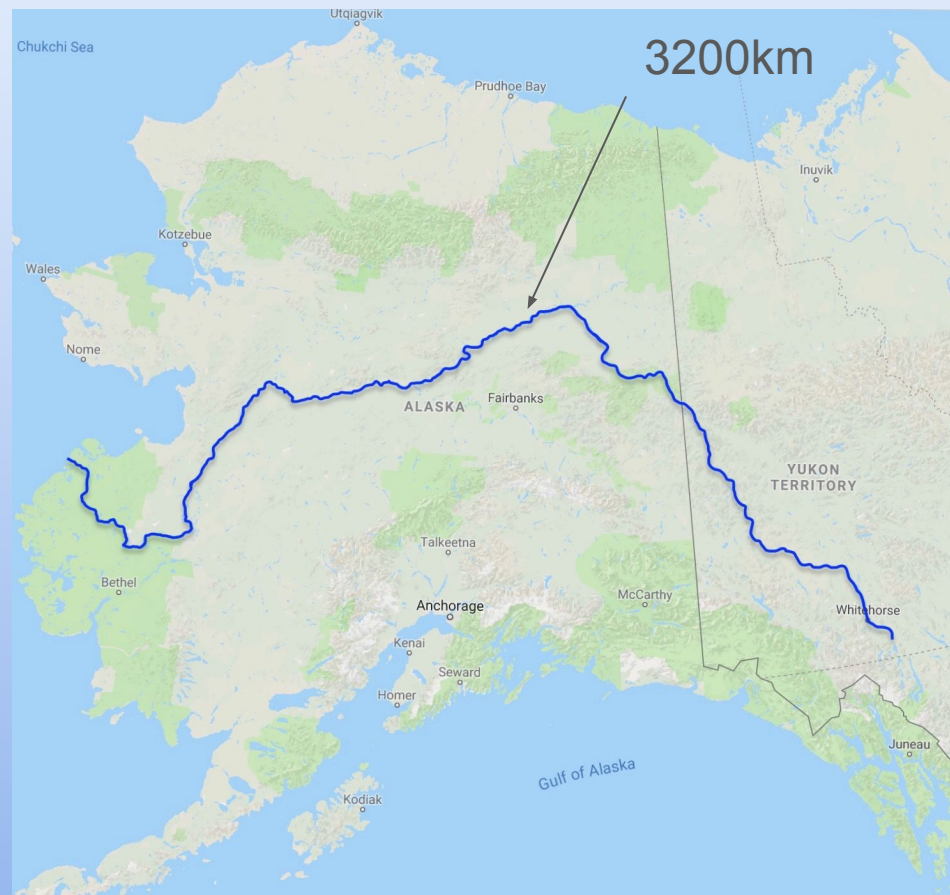 Utqiagvik
Chukchi Sea
3200km
Prudhoe Bay
Inuvik
Kotzebue
Wales
Nome
Fairbanks
ALASKA
YUKON
TERRITORY
Talkeetna
Bethel
McCarthy
Anchorage
Whitehorse
Kenai
Seward
Homer
Juneau
Gulf of Alaska
Kodiak